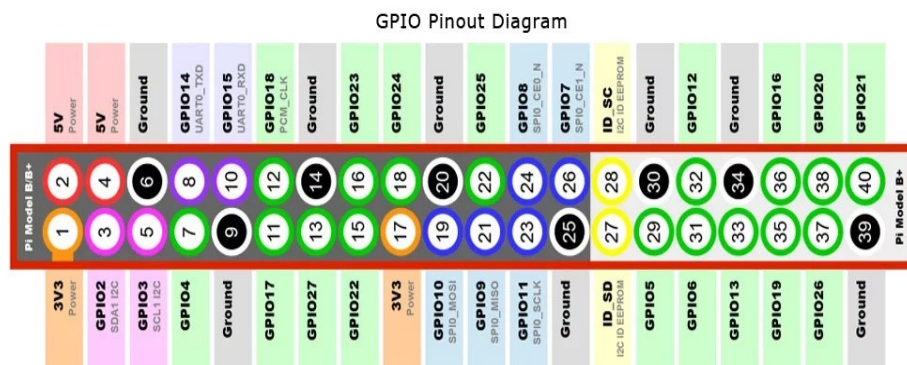 GPIO Pinout Diagram
5V
Power
5V
Power
Ground
GPIO14
UART0_TXD
GPIO15
UART0_RXD
GPIO18
PCM_CLK
Ground
GPIO23
GPIO24
Ground
GPIO25
GPIO8
SPI0_CE0_N
GPIO7
SPI0_CE1_N
ID_SC
I2C ID EEPROM
Ground
GPIO12
Ground
GPIO16
GPIO20
GPIO21
Pi Model B/B+
2 4 6 8 10 12 14 16 18 20 22 24 26 28 30 32 34 36 38 40
1 3 5 7 9 11 13 15 17 19 21 23 25 27 29 31 33 35 37 39
Pi Model B+
3V3
Power
GPIO2
SDA1 I2C
GPIO3
SCL1 I2C
GPIO4
Ground
GPIO17
GPIO27
GPIO22
3V3
Power
GPIO10
SPI0_MOSI
GPIO9
SPI0_MISO
GPIO11
SPI0_SCLK
Ground
ID_SD
I2C ID EEPROM
GPIO5
GPIO6
GPIO13
GPIO19
GPIO26
Ground